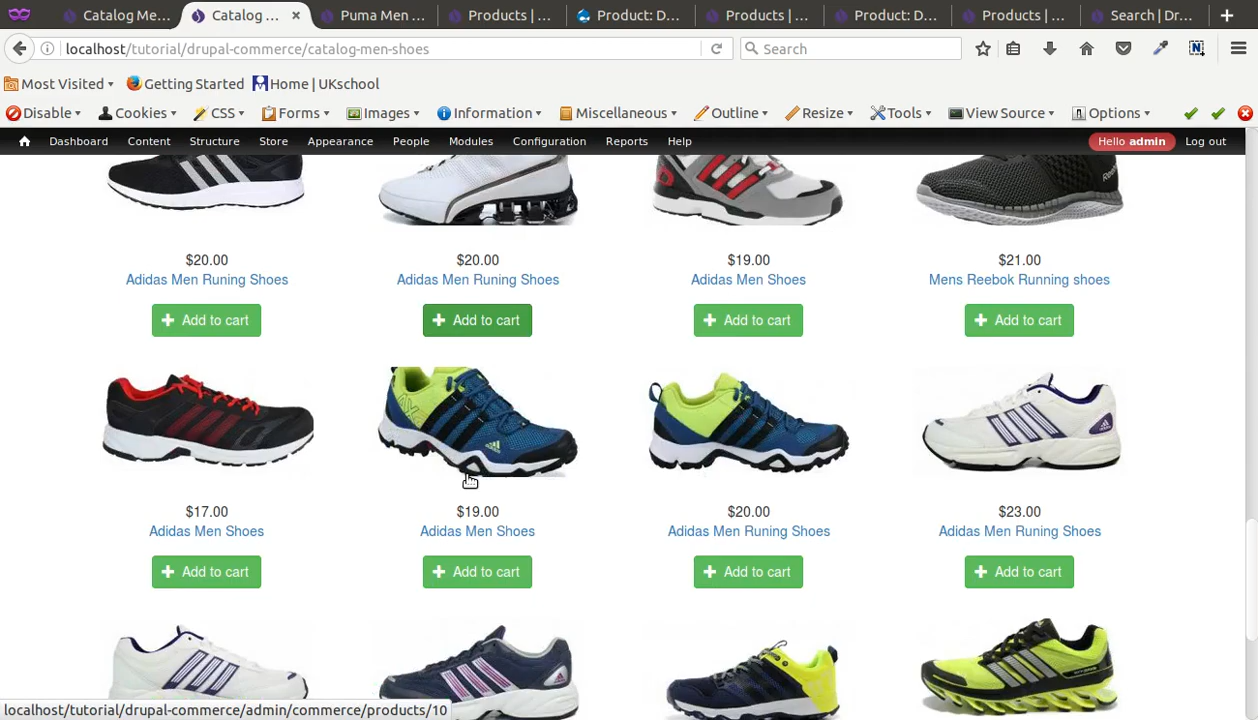 Catalog Me...
Catalog ...
Puma Men ...
Products | ...
Product: D...
Products | ...
Product: D...
Products | ...
Search | Dr...
localhost/tutorial/drupal-commerce/catalog-men-shoes
Search
Most Visited
Getting Started
Home | UKschool
Disable
Cookies
CSS
Forms
Images
Information
Miscellaneous
Outline
Resize
Tools
View Source
Options
Dashboard
Content
Structure
Store
Appearance
People
Modules
Configuration
Reports
Help
Hello admin
Log out
$20.00
$20.00
$19.00
$21.00
Adidas Men Runing Shoes
Adidas Men Runing Shoes
Adidas Men Shoes
Mens Reebok Running shoes
Add to cart
Add to cart
Add to cart
Add to cart
$17.00
$19.00
$20.00
$23.00
Adidas Men Shoes
Adidas Men Shoes
Adidas Men Runing Shoes
Adidas Men Runing Shoes
Add to cart
Add to cart
Add to cart
Add to cart
localhost/tutorial/drupal-commerce/admin/commerce/products/10